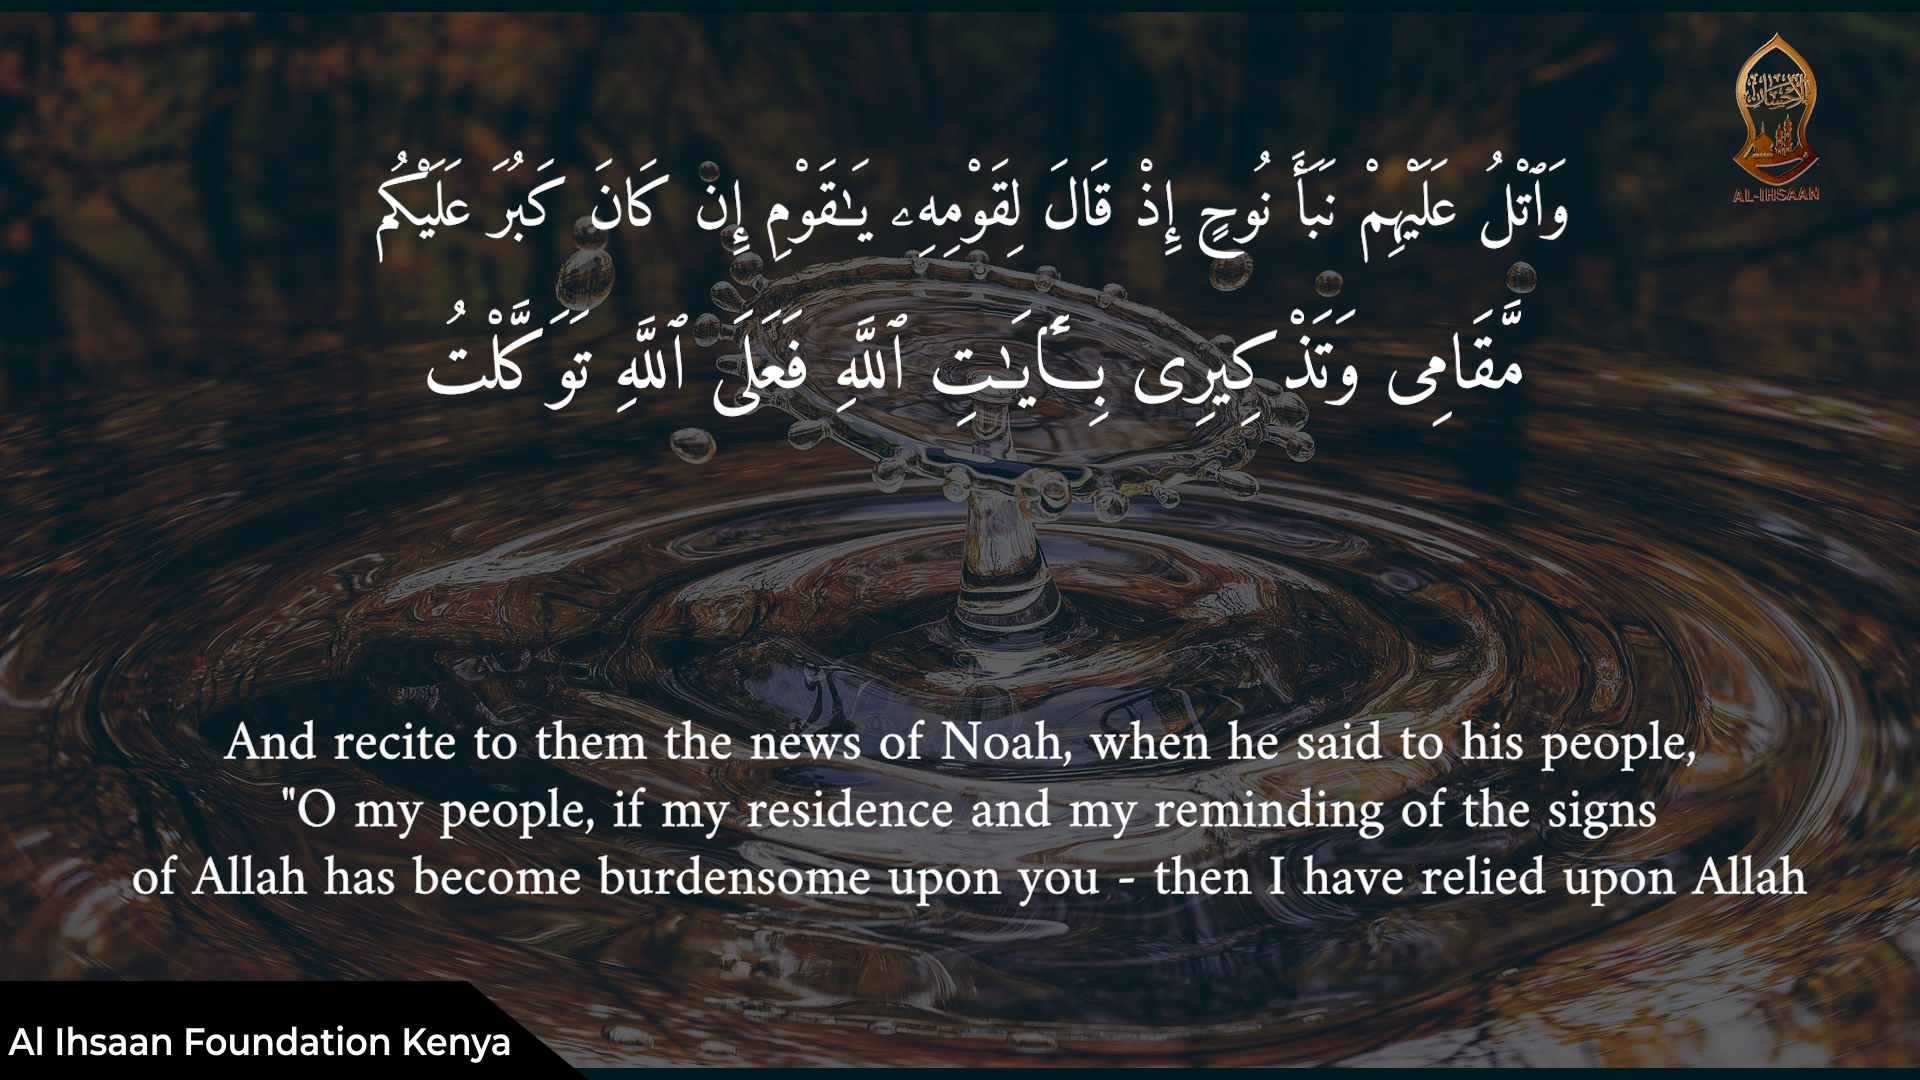 الإحسان
AL-IHSAAN
وَٱتْلُ عَلَيْهِمْ نَبَأَ نُوحٍ إِذْ قَالَ لِقَوْمِهِۦ يَـٰقَوْمِ إِن كَانَ كَبُرَ عَلَيْكُم
مَّقَامِى وَتَذْكِيرِى بِـَٔايَـٰتِ ٱللَّهِ فَعَلَى ٱللَّهِ تَوَكَّلْتُ
And recite to them the news of Noah, when he said to his people,
"O my people, if my residence and my reminding of the signs
of Allah has become burdensome upon you - then I have relied upon Allah
Al Ihsaan Foundation Kenya